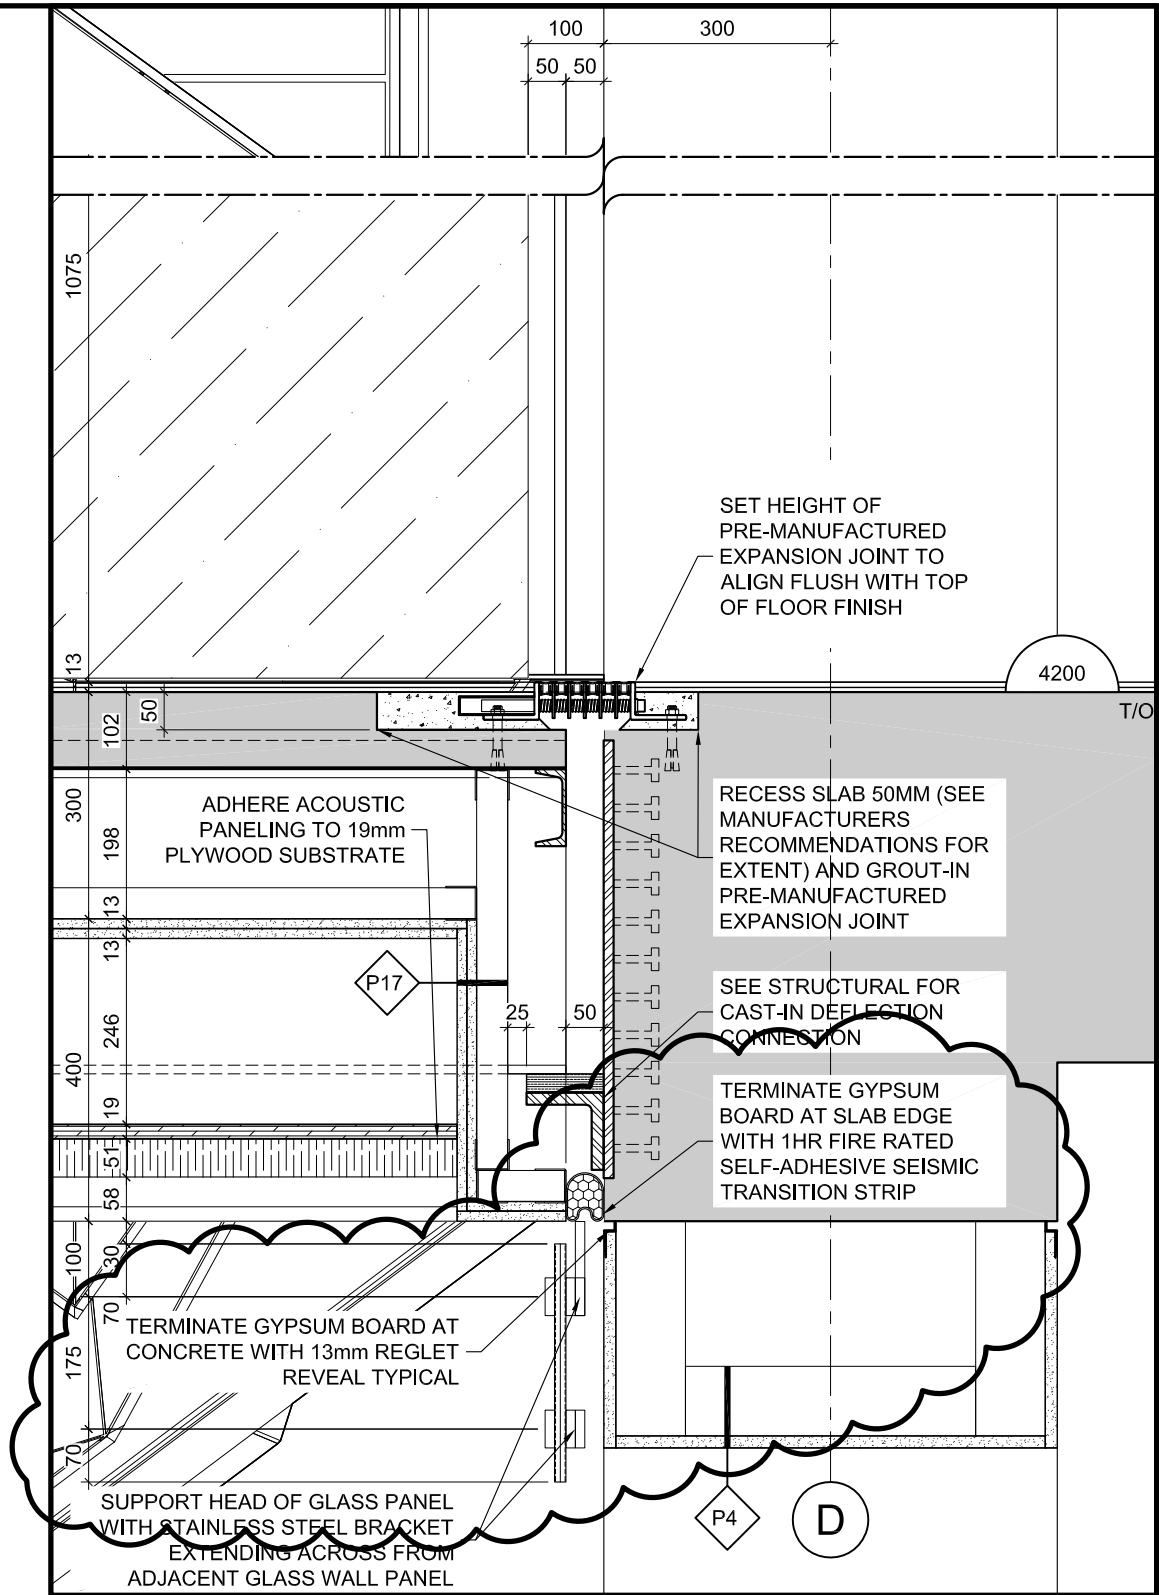 100
300
50
50
1075
SET HEIGHT OF
PRE-MANUFACTURED
EXPANSION JOINT TO
ALIGN FLUSH WITH TOP
OF FLOOR FINISH
13
4200
T/O
50
102
300
198
ADHERE ACOUSTIC
PANELING TO 19mm
PLYWOOD SUBSTRATE
RECESS SLAB 50MM (SEE
MANUFACTURERS
RECOMMENDATIONS FOR
EXTENT) AND GROUT-IN
PRE-MANUFACTURED
EXPANSION JOINT
13
13
P17
25
50
SEE STRUCTURAL FOR
CAST-IN DEFLECTION
CONNECTION
246
400
19
51
58
TERMINATE GYPSUM
BOARD AT SLAB EDGE
WITH 1HR FIRE RATED
SELF-ADHESIVE SEISMIC
TRANSITION STRIP
100
30
70
TERMINATE GYPSUM BOARD AT
CONCRETE WITH 13mm REGLET
REVEAL TYPICAL
175
70
SUPPORT HEAD OF GLASS PANEL
WITH STAINLESS STEEL BRACKET
EXTENDING ACROSS FROM
ADJACENT GLASS WALL PANEL
P4
D